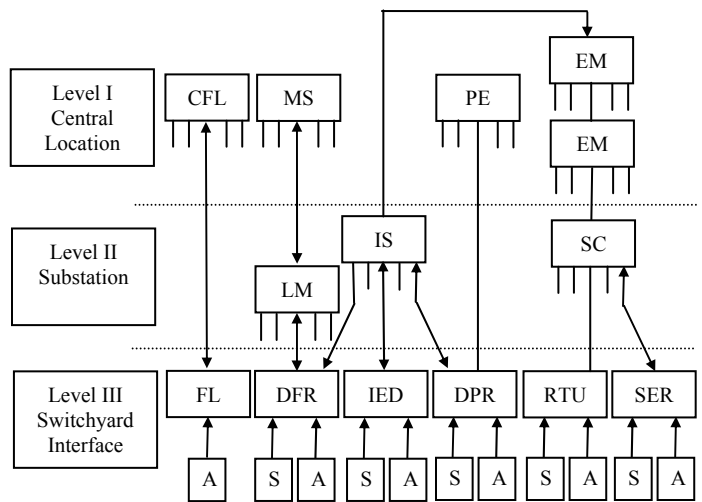 EM
Level I
Central
Location
CFL
MS
PE
EM
Level II
Substation
IS
SC
LM
Level III
Switchyard
Interface
FL
DFR
IED
DPR
RTU
SER
A
S
A
S
A
S
A
S
A
S
A